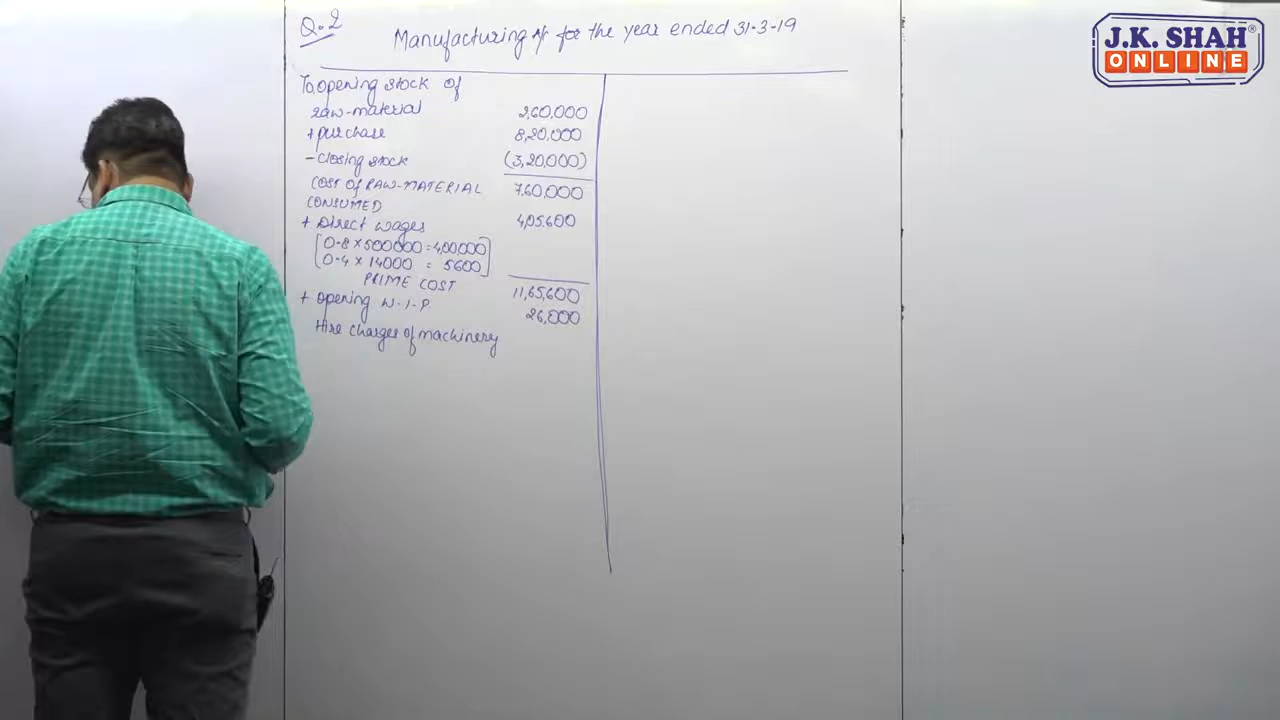 Q.2
Manufacturing A/c for the year ended 31-3-19
To opening stock of
raw-material 2,60,000
+ purchase 8,20,000
- closing stock (3,20,000)
COST OF RAW-MATERIAL 7,60,000
CONSUMED
+ Direct wages 4,05,600
[0.8 × 500000 = 4,00000]
[0.4 × 14000 = 5600]
PRIME COST
11,65,600
+ opening W.I.P. 26,000
Hire charges of machinery
J.K. SHAH®
ONLINE